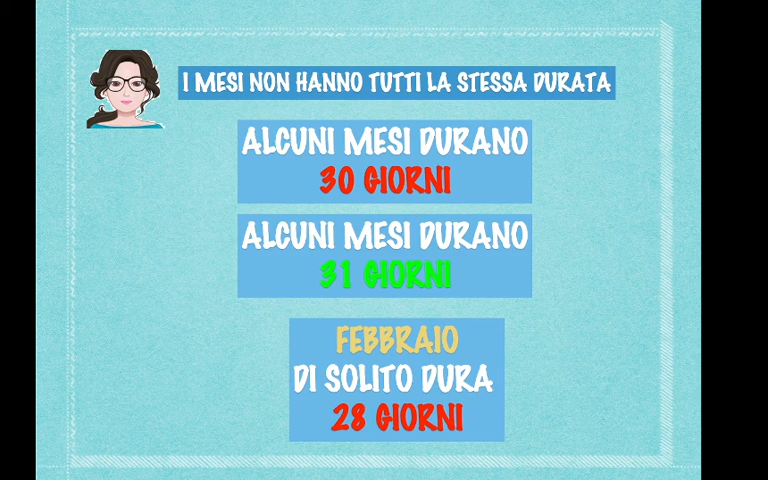 I MESI NON HANNO TUTTI LA STESSA DURATA
ALCUNI MESI DURANO
30 GIORNI
ALCUNI MESI DURANO
31 GIORNI
FEBBRAIO
DI SOLITO DURA
28 GIORNI